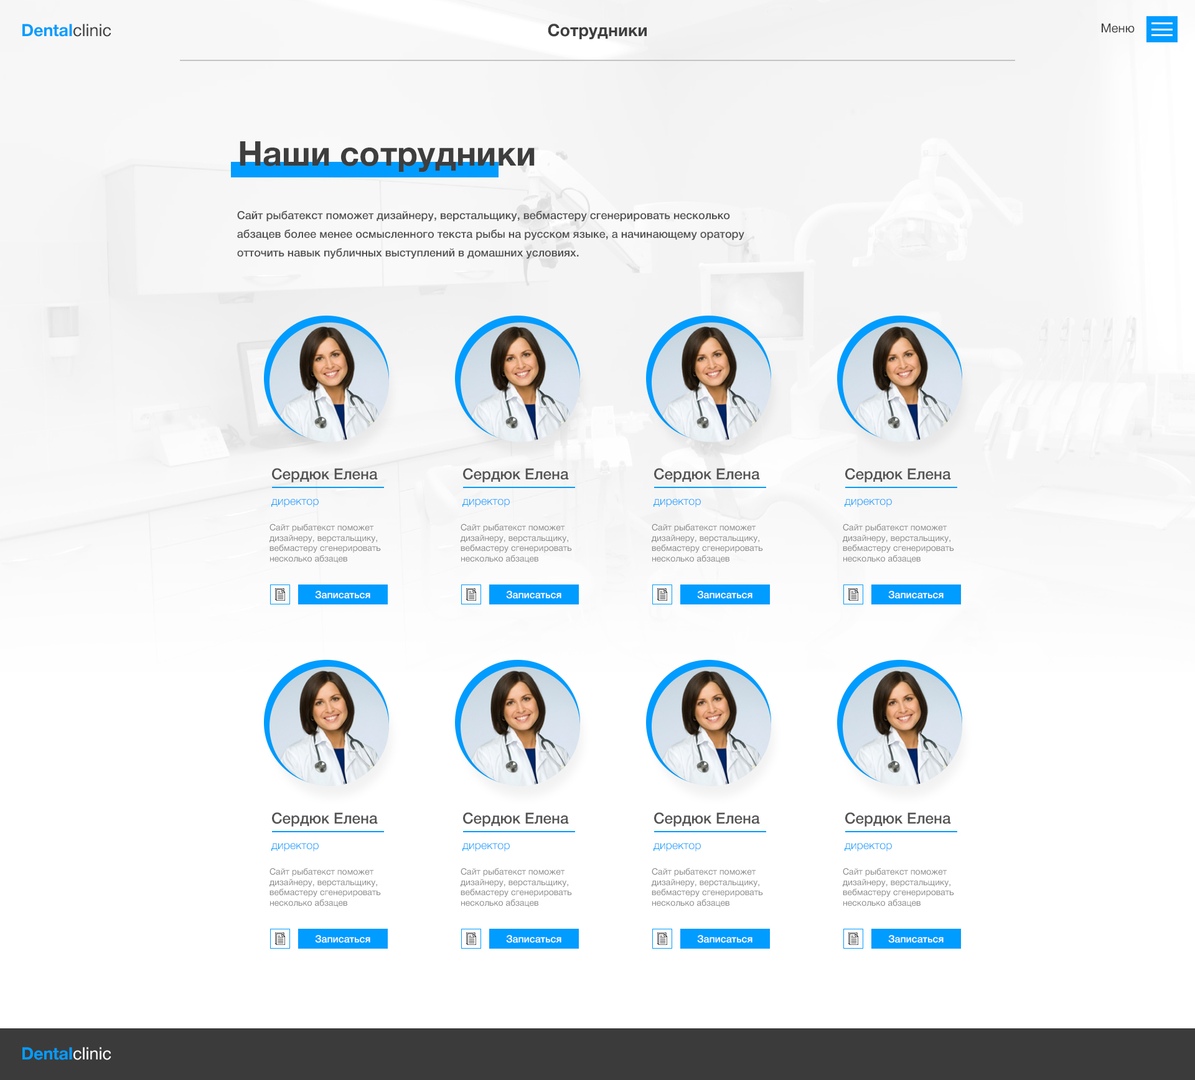 Dentalclinic
Сотрудники
Меню
Наши сотрудники
Сайт рыбатекст поможет дизайнеру, верстальщику, вебмастеру сгенерировать несколько
абзацев более менее осмысленного текста рыбы на русском языке, а начинающему оратору
отточить навык публичных выступлений в домашних условиях.
Сердюк Елена
директор
Сайт рыбатекст поможет
дизайнеру, верстальщику,
вебмастеру сгенерировать
несколько абзацев
Записаться
Сердюк Елена
директор
Сайт рыбатекст поможет
дизайнеру, верстальщику,
вебмастеру сгенерировать
несколько абзацев
Записаться
Сердюк Елена
директор
Сайт рыбатекст поможет
дизайнеру, верстальщику,
вебмастеру сгенерировать
несколько абзацев
Записаться
Сердюк Елена
директор
Сайт рыбатекст поможет
дизайнеру, верстальщику,
вебмастеру сгенерировать
несколько абзацев
Записаться
Сердюк Елена
директор
Сайт рыбатекст поможет
дизайнеру, верстальщику,
вебмастеру сгенерировать
несколько абзацев
Записаться
Сердюк Елена
директор
Сайт рыбатекст поможет
дизайнеру, верстальщику,
вебмастеру сгенерировать
несколько абзацев
Записаться
Сердюк Елена
директор
Сайт рыбатекст поможет
дизайнеру, верстальщику,
вебмастеру сгенерировать
несколько абзацев
Записаться
Сердюк Елена
директор
Сайт рыбатекст поможет
дизайнеру, верстальщику,
вебмастеру сгенерировать
несколько абзацев
Записаться
Dentalclinic